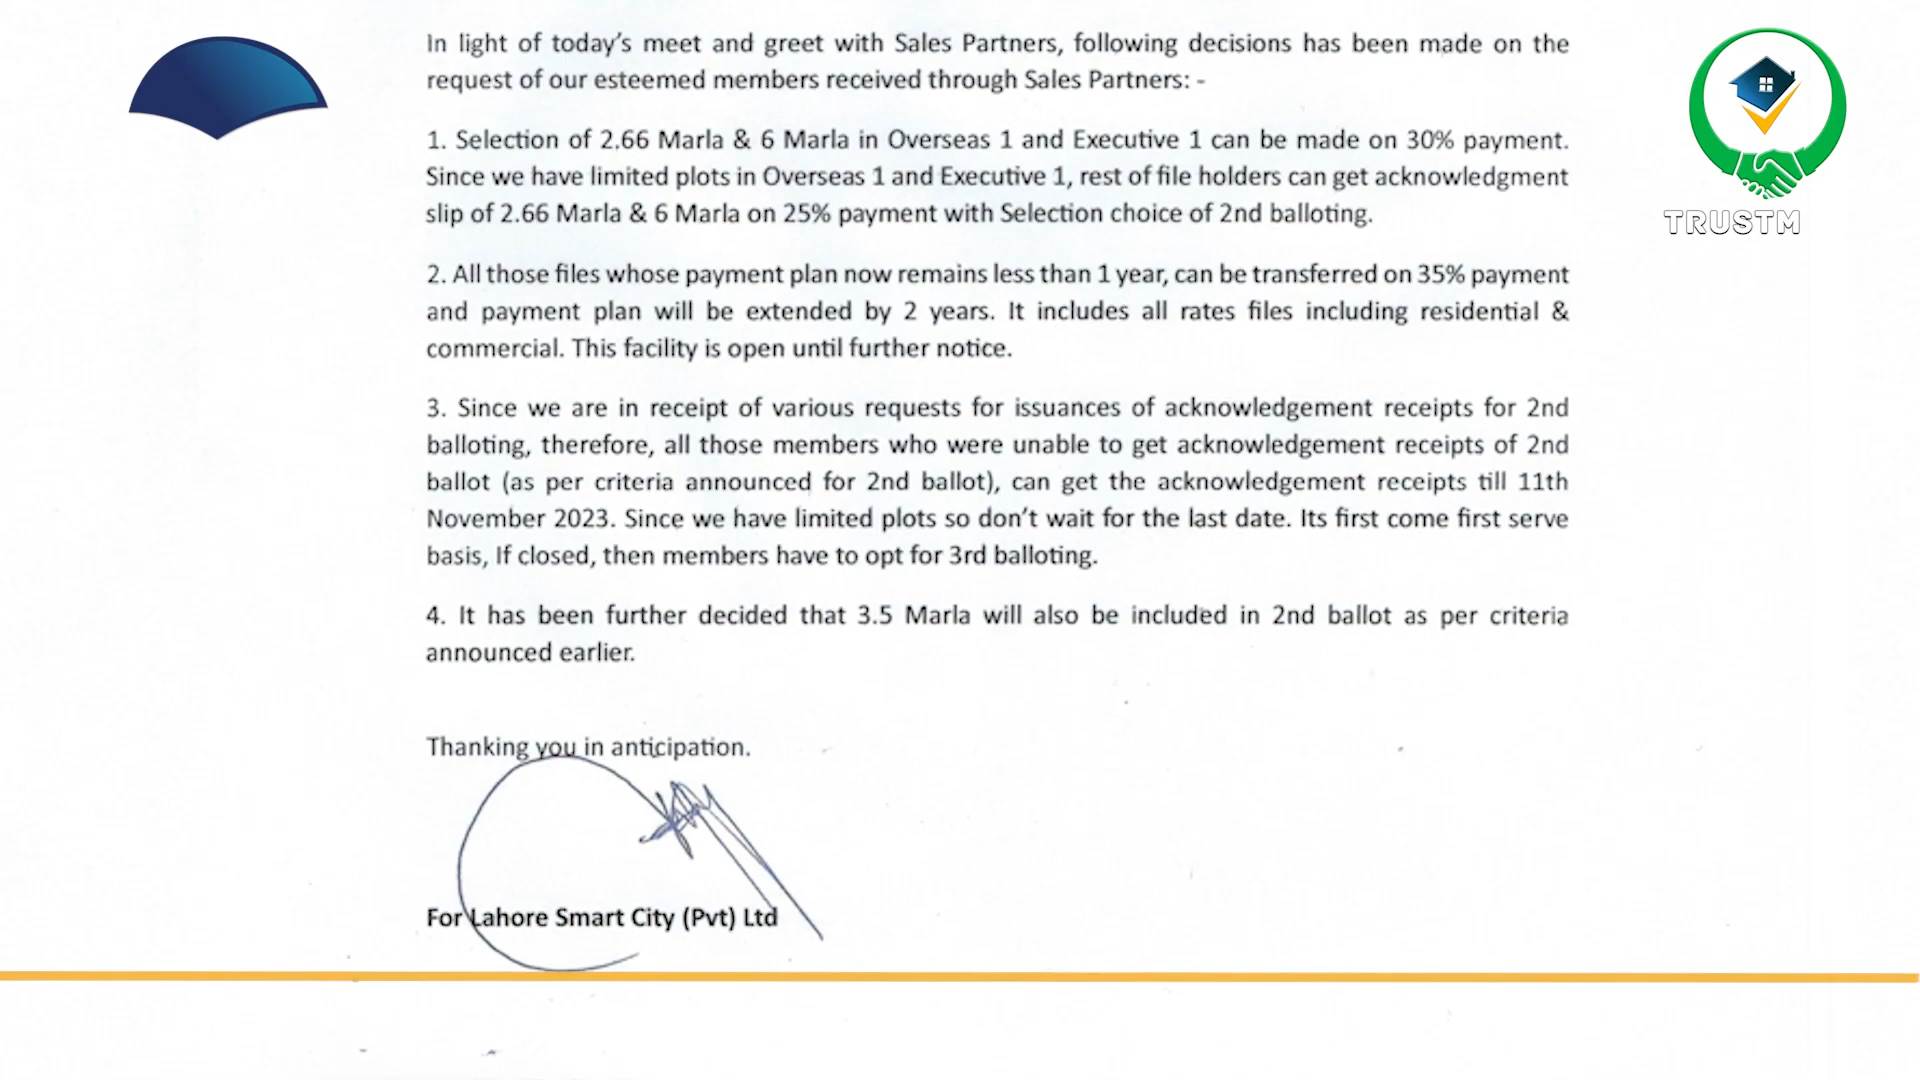 In light of today's meet and greet with Sales Partners, following decisions has been made on the
request of our esteemed members received through Sales Partners: -
1. Selection of 2.66 Marla & 6 Marla in Overseas 1 and Executive 1 can be made on 30% payment.
Since we have limited plots in Overseas 1 and Executive 1, rest of file holders can get acknowledgment
slip of 2.66 Marla & 6 Marla on 25% payment with Selection choice of 2nd balloting.
TRUSTM
2. All those files whose payment plan now remains less than 1 year, can be transferred on 35% payment
and payment plan will be extended by 2 years. It includes all rates files including residential &
commercial. This facility is open until further notice.
3. Since we are in receipt of various requests for issuances of acknowledgement receipts for 2nd
balloting, therefore, all those members who were unable to get acknowledgement receipts of 2nd
ballot (as per criteria announced for 2nd ballot), can get the acknowledgement receipts till 11th
November 2023. Since we have limited plots so don't wait for the last date. Its first come first serve
basis, If closed, then members have to opt for 3rd balloting.
4. It has been further decided that 3.5 Marla will also be included in 2nd ballot as per criteria
announced earlier.
Thanking you in anticipation.
For Lahore Smart City (Pvt) Ltd